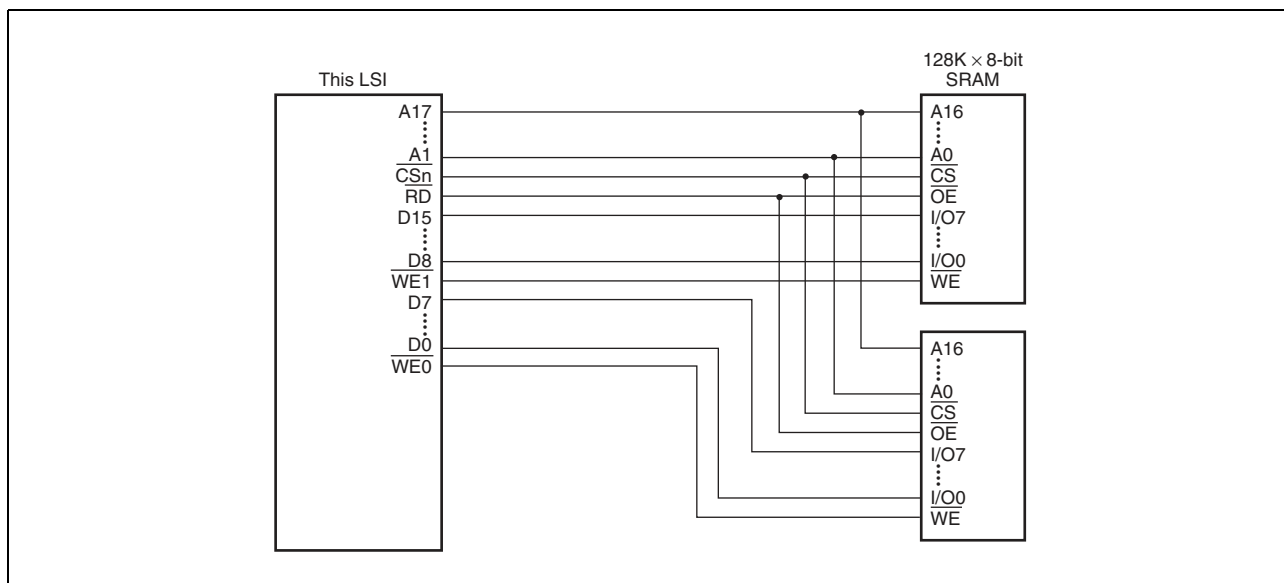 This LSI
A17
A1
CSn
RD
D15
D8
WE1
D7
D0
WE0
128K × 8-bit
SRAM
A16
A0
CS
OE
I/O7
I/O0
WE
A16
A0
CS
OE
I/O7
I/O0
WE